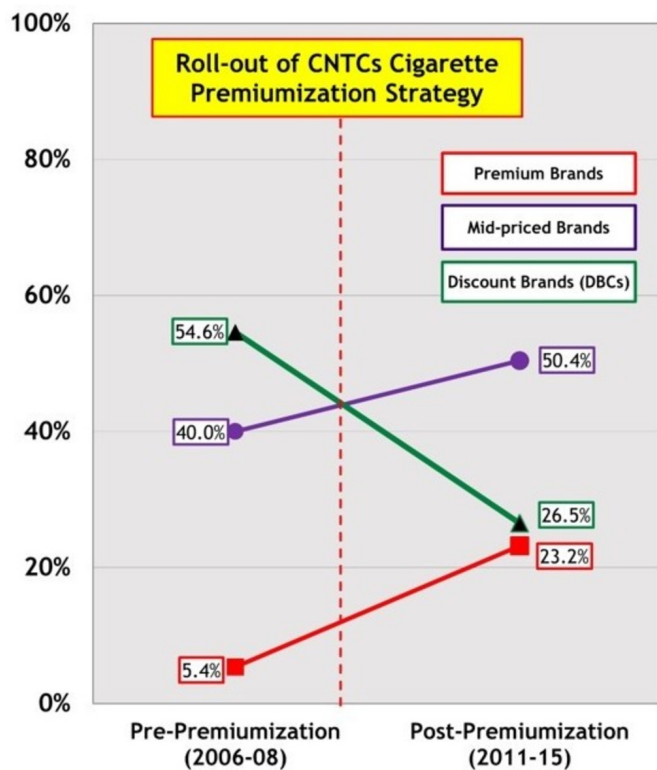 100%
Roll-out of CNTCs Cigarette
Premiumization Strategy
80%
Premium Brands
Mid-priced Brands
Discount Brands (DBCs)
60%
54.6%
50.4%
40%
40.0%
26.5%
23.2%
20%
5.4%
0%
Pre-Premiumization
(2006-08)
Post-Premiumization
(2011-15)